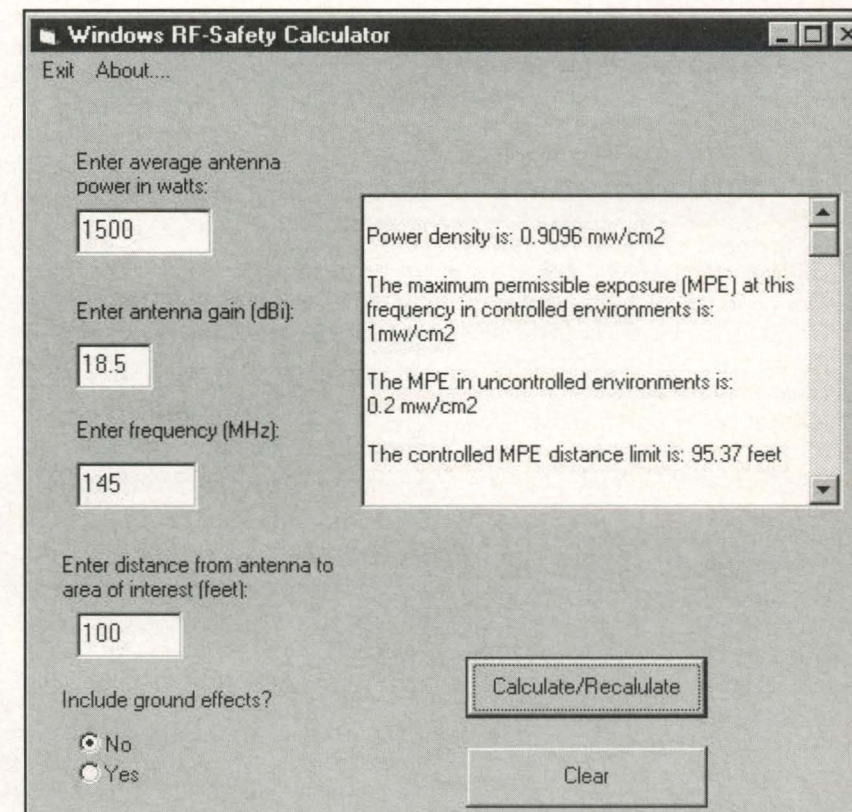 Windows RF-Safety Calculator
Exit About....
Enter average antenna
power in watts:
1500
Enter antenna gain (dBi):
18.5
Enter frequency (MHz):
145
Enter distance from antenna to
area of interest (feet):
100
Include ground effects?
No
Yes
Power density is: 0.9096 mw/cm2
The maximum permissible exposure (MPE) at this
frequency in controlled environments is:
1mw/cm2
The MPE in uncontrolled environments is:
0.2 mw/cm2
The controlled MPE distance limit is: 95.37 feet
Calculate/Recalulate
Clear